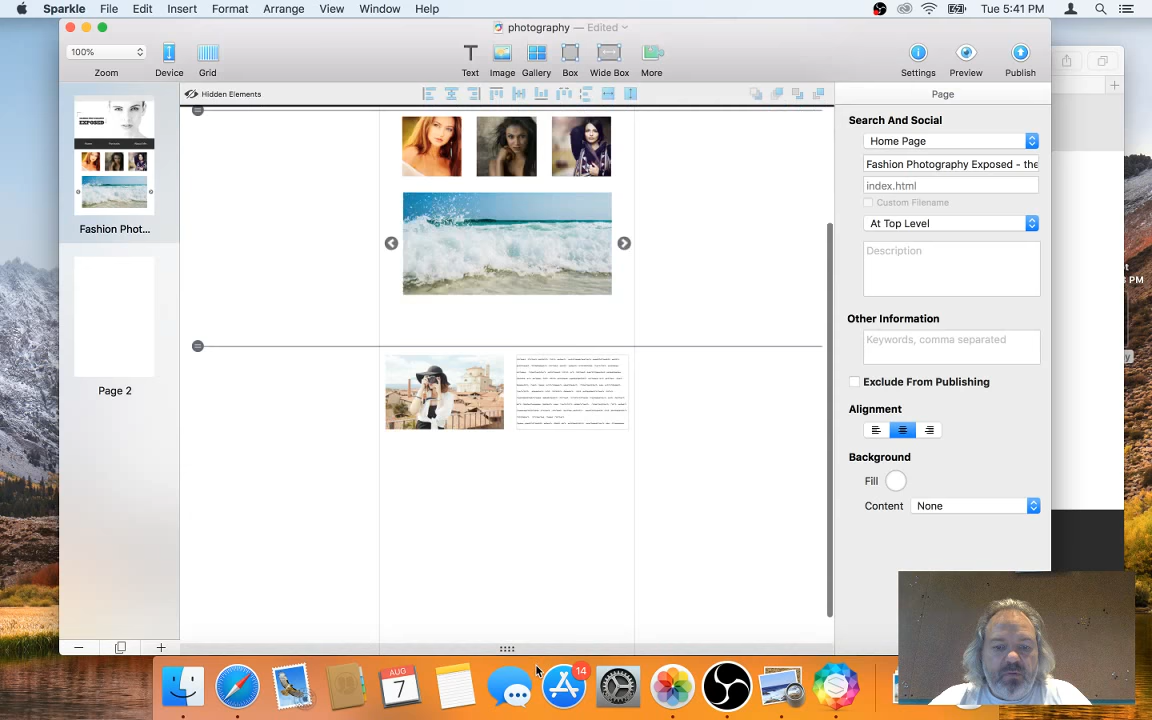 Sparkle File Edit Insert Format Arrange View Window Help Tue 5:41 PM
photography — Edited
100%
Zoom Device Grid Text Image Gallery Box Wide Box More Settings Preview Publish
Hidden Elements
Page
Search And Social
Home Page
Fashion Photography Exposed - the
index.html
Custom Filename
At Top Level
Description
Other Information
Keywords, comma separated
Exclude From Publishing
Alignment
Background
Fill
Content None
EXPOSED
Fashion Phot...
Page 2
PM
AUG
7
14